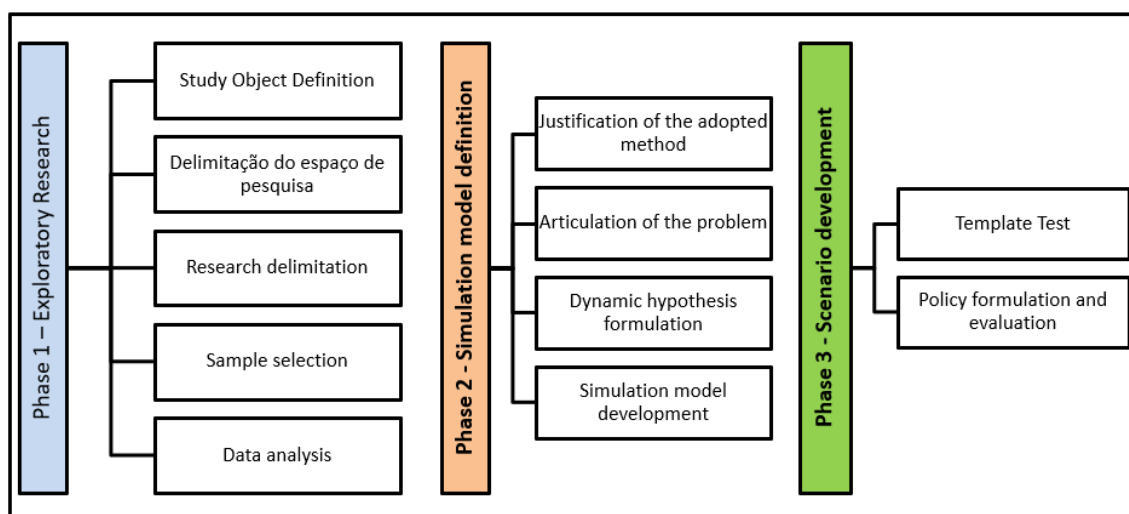 Phase 1 – Exploratory Research
Study Object Definition
Delimitação do espaço de
pesquisa
Research delimitation
Sample selection
Data analysis
Phase 2 - Simulation model definition
Justification of the adopted
method
Articulation of the problem
Dynamic hypothesis
formulation
Simulation model
development
Phase 3 - Scenario development
Template Test
Policy formulation and
evaluation